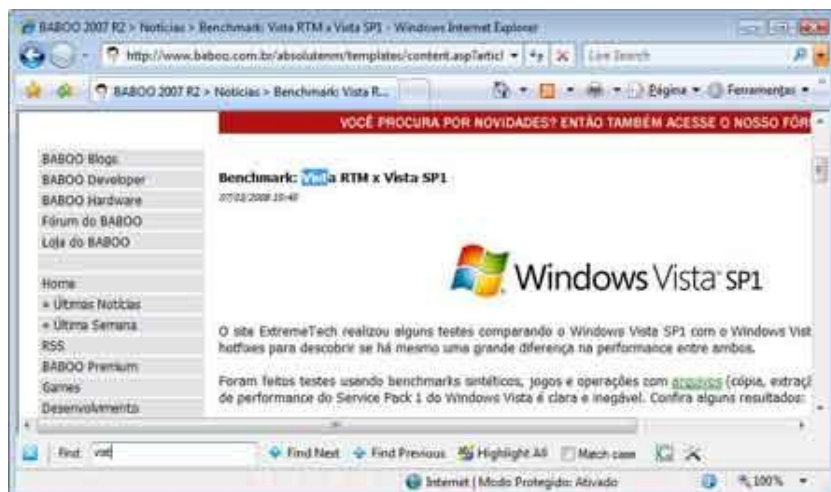 BABOO 2007 R2 > Notícias > Benchmark: Vista RTM x Vista SP1 - Windows Internet Explorer
http://www.baboo.com.br/absolutenm/templates/content.asp?articl
Live Search
BABOO 2007 R2 > Notícias > Benchmark: Vista R...
Página
Ferramentas
VOCÊ PROCURA POR NOVIDADES? ENTÃO TAMBÉM ACESSE O NOSSO FÓR
BABOO Blogs
BABOO Developer
BABOO Hardware
Fórum do BABOO
Loja do BABOO
Home
» Últimas Notícias
» Última Semana
RSS
BABOO Premium
Games
Desenvolvimento
Benchmark: Vista RTM x Vista SP1
Windows Vista SP1
O site ExtremeTech realizou alguns testes comparando o Windows Vista SP1 com o Windows Vist
hotfixes para descobrir se há mesmo uma grande diferença na performance entre ambos.
Foram feitos testes usando benchmarks sintéticos, jogos e operações com arquivos (cópia, extraçã
de performance do Service Pack 1 do Windows Vista é clara e inegável. Confira alguns resultados:
Find: vist
Find Next
Find Previous
Highlight All
Match case
Internet | Modo Protegido: Ativado
100%